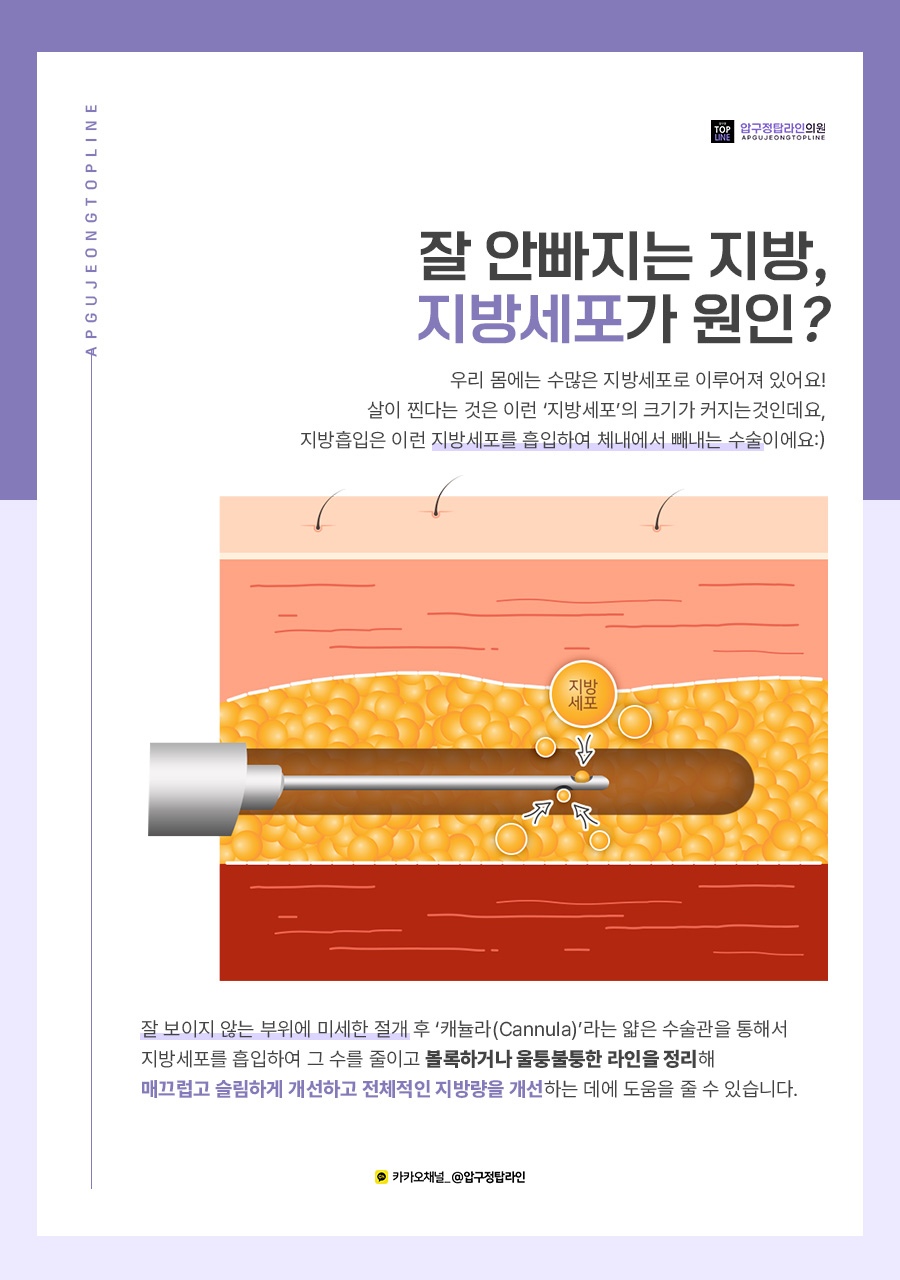 APGUJEONGTOPLINE
TOP
LINE
압구정탑라인의원
APGUJEONGTOPLINE
잘 안빠지는 지방,
지방세포가 원인?
우리 몸에는 수많은 지방세포로 이루어져 있어요!
살이 찐다는 것은 이런 ‘지방세포’의 크기가 커지는것인데요,
지방흡입은 이런 지방세포를 흡입하여 체내에서 빼내는 수술이에요:)
지방
세포
잘 보이지 않는 부위에 미세한 절개 후 ‘캐뉼라(Cannula)’라는 얇은 수술관을 통해서
지방세포를 흡입하여 그 수를 줄이고 볼록하거나 울퉁불퉁한 라인을 정리해
매끄럽고 슬림하게 개선하고 전체적인 지방량을 개선하는 데에 도움을 줄 수 있습니다.
카카오채널_@압구정탑라인